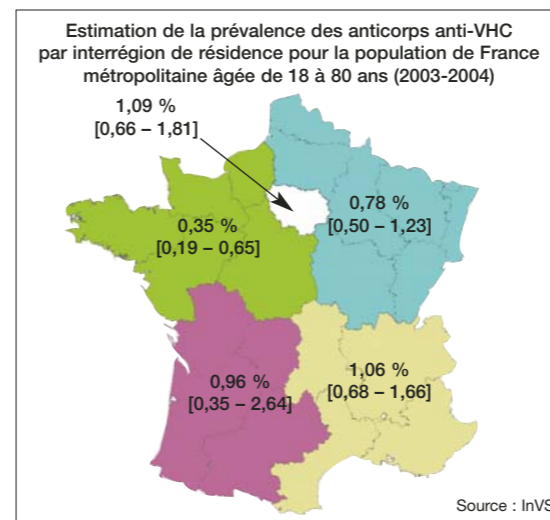 Estimation de la prévalence des anticorps anti-VHC
par interrégion de résidence pour la population de France
métropolitaine âgée de 18 à 80 ans (2003-2004)
1,09 %
[0,66 – 1,81]
0,78 %
[0,50 – 1,23]
0,35 %
[0,19 – 0,65]
0,96 %
[0,35 – 2,64]
1,06 %
[0,68 – 1,66]
Source : InVS